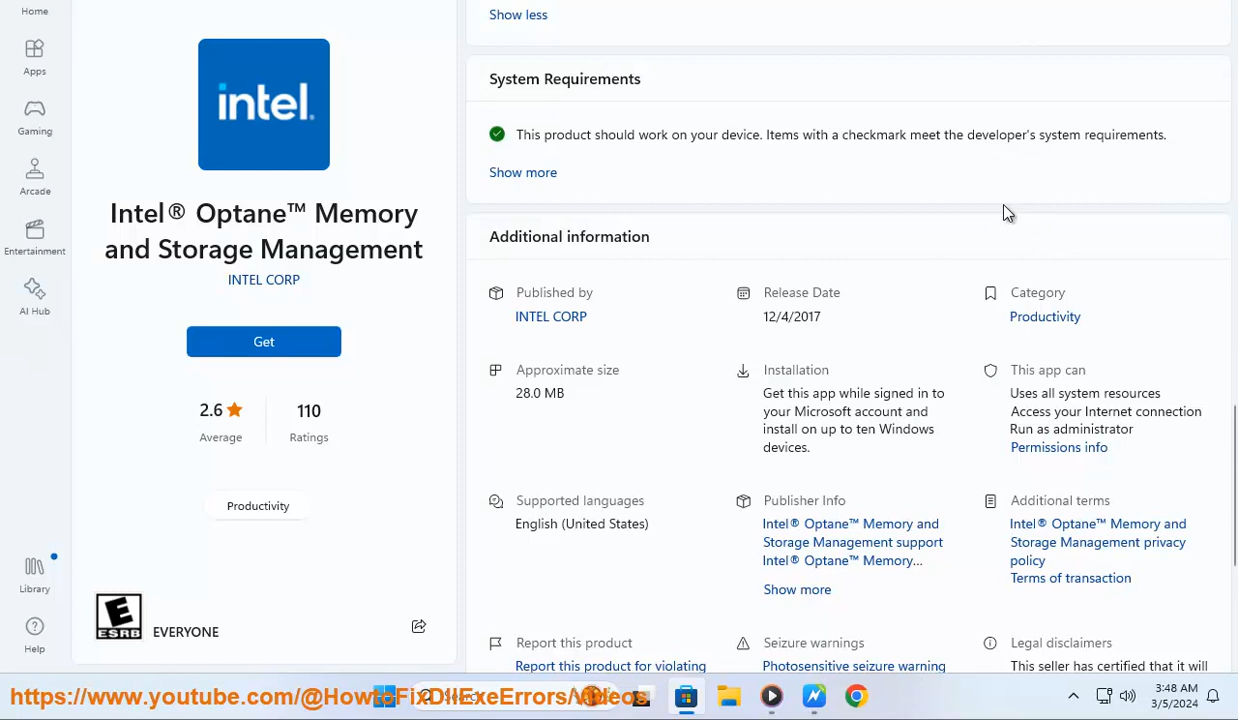 Home
Apps
Gaming
Arcade
Entertainment
AI Hub
Library
Help
intel.
Intel® Optane™ Memory
and Storage Management
INTEL CORP
Get
2.6
Average
110
Ratings
Productivity
ESRB
EVERYONE
Show less
System Requirements
This product should work on your device. Items with a checkmark meet the developer's system requirements.
Show more
Additional information
Published by
INTEL CORP
Release Date
12/4/2017
Category
Productivity
Approximate size
28.0 MB
Installation
Get this app while signed in to
your Microsoft account and
install on up to ten Windows
devices.
This app can
Uses all system resources
Access your Internet connection
Run as administrator
Permissions info
Supported languages
English (United States)
Publisher Info
Intel® Optane™ Memory and
Storage Management support
Intel® Optane™ Memory...
Show more
Additional terms
Intel® Optane™ Memory and
Storage Management privacy
policy
Terms of transaction
Report this product
Report this product for violating
Seizure warnings
Photosensitive seizure warning
Legal disclaimers
This seller has certified that it will
https://www.youtube.com/@HowtoFixDllExeErrors/videos
3:48 AM
3/5/2024